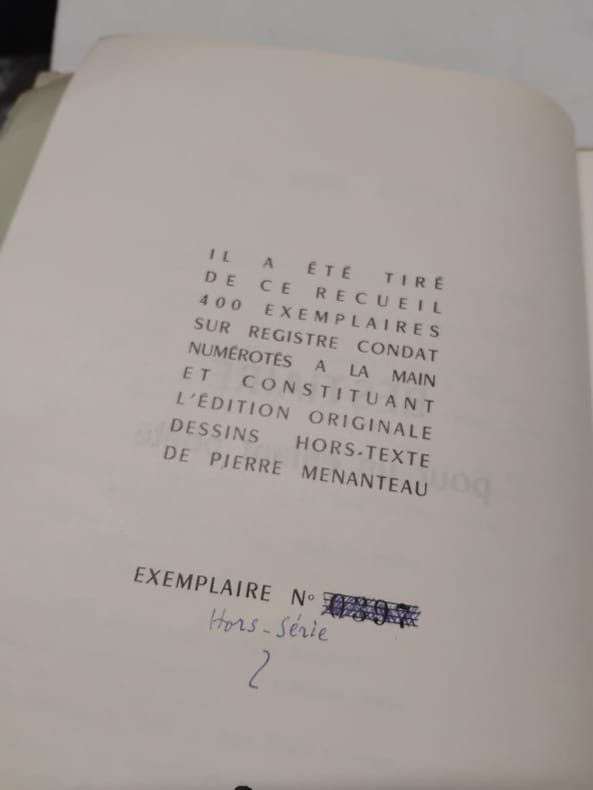 IL A ÉTÉ TIRÉ
DE CE RECUEIL
400 EXEMPLAIRES
SUR REGISTRE CONDAT
NUMÉROTÉS A LA MAIN
ET CONSTITUANT
L'ÉDITION ORIGINALE
DESSINS HORS-TEXTE
DE PIERRE MENANTEAU
EXEMPLAIRE N° 0397
Hors-Série